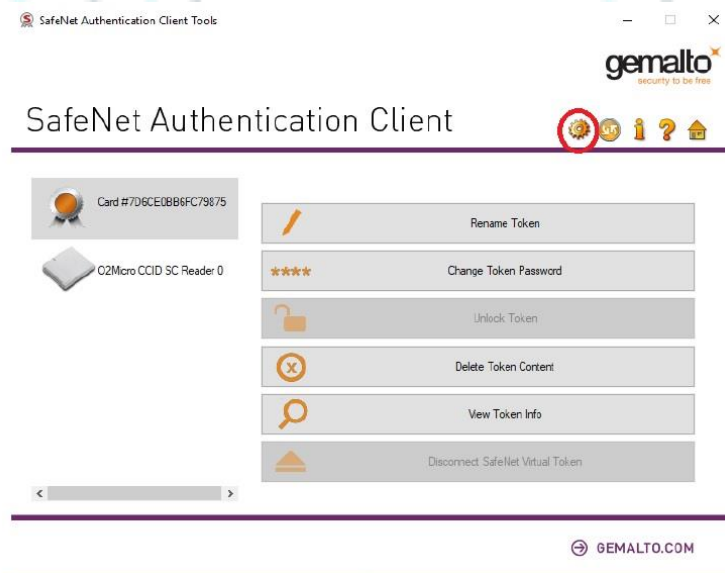 SafeNet Authentication Client Tools
gemalto
security to be free
SafeNet Authentication Client
Card #7D6CE0BB6FC79875
O2Micro CCID SC Reader 0
Rename Token
**** Change Token Password
Unlock Token
Delete Token Content
View Token Info
Disconnect SafeNet Virtual Token
GEMALTO.COM